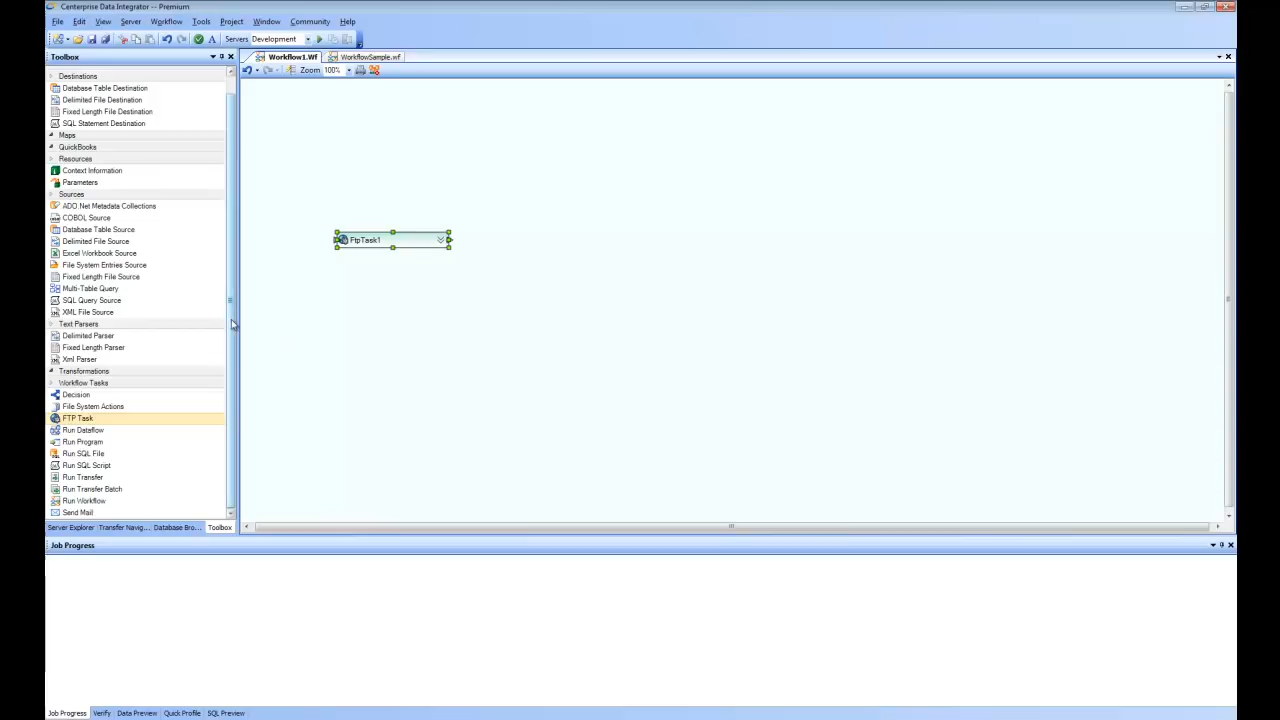 Centerprise Data Integrator -- Premium
File Edit View Server Workflow Tools Project Window Community Help
Servers Development
Toolbox
Workflow1.Wf WorkflowSample.wf
Zoom 100%
Destinations
Database Table Destination
Delimited File Destination
Fixed Length File Destination
SQL Statement Destination
Maps
QuickBooks
Resources
Context Information
Parameters
Sources
ADO.Net Metadata Collections
COBOL Source
Database Table Source
Delimited File Source
Excel Workbook Source
File System Entries Source
Fixed Length File Source
Multi-Table Query
SQL Query Source
XML File Source
Text Parsers
Delimited Parser
Fixed Length Parser
Xml Parser
Transformations
Workflow Tasks
Decision
File System Actions
FTP Task
Run Dataflow
Run Program
Run SQL File
Run SQL Script
Run Transfer
Run Transfer Batch
Run Workflow
Send Mail
FtpTask1
Server Explorer Transfer Navig... Database Bro... Toolbox
Job Progress
Job Progress Verify Data Preview Quick Profile SQL Preview